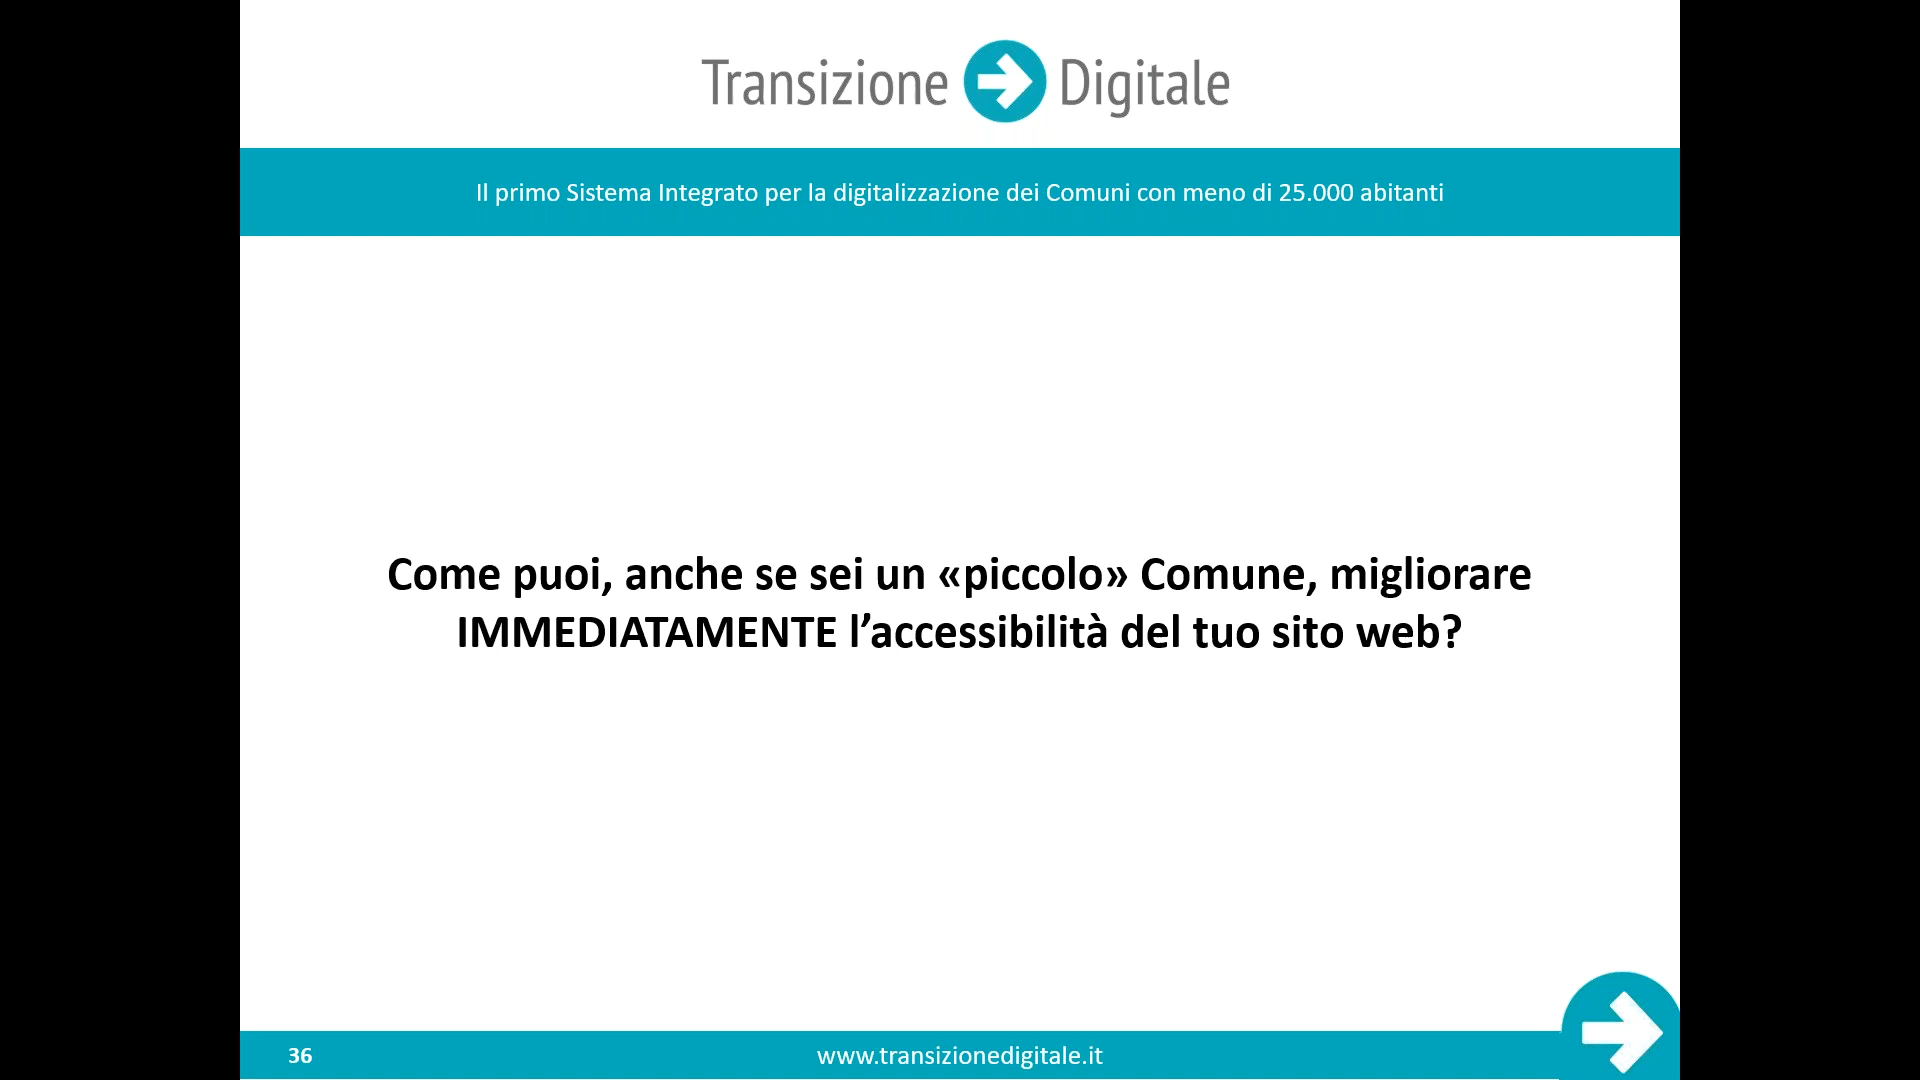 Transizione Digitale
Il primo Sistema Integrato per la digitalizzazione dei Comuni con meno di 25.000 abitanti
Come puoi, anche se sei un «piccolo» Comune, migliorare
IMMEDIATAMENTE l’accessibilità del tuo sito web?
36
www.transizionedigitale.it